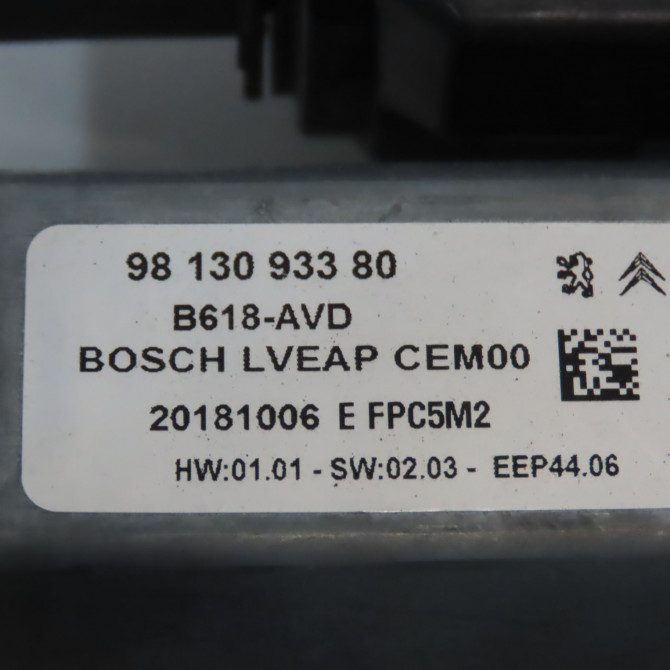 98 130 933 80
B618-AVD
BOSCH LVEAP CEM00
20181006 E FPC5M2
HW:01.01 - SW:02.03 - EEP44.06